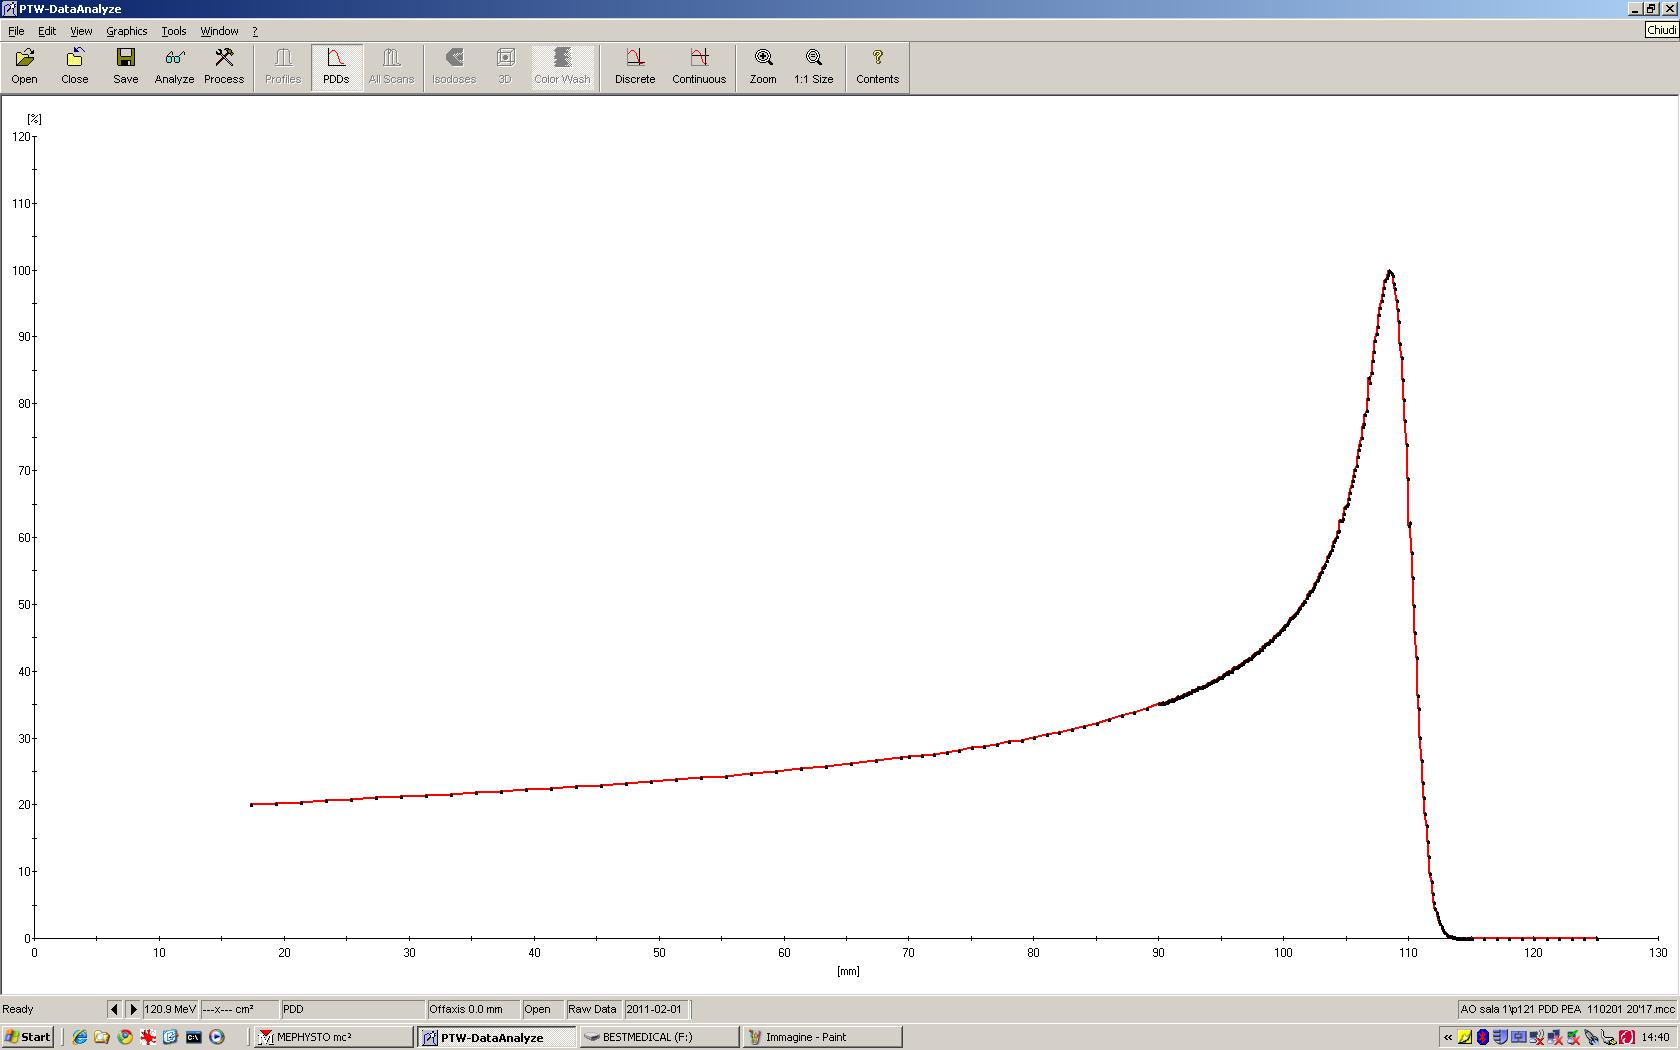 PTW-DataAnalyze
File Edit View Graphics Tools Window ?
Chiudi
Open Close Save Analyze Process Profiles PDDs All Scans Isodoses 3D Color Wash Discrete Continuous Zoom 1:1 Size Contents
[%]
120
110
100
90
80
70
60
50
40
30
20
10
0
0 10 20 30 40 50 60 70 80 90 100 110 120 130
[mm]
Ready 120.9 MeV ---x--- cm² PDD Offaxis 0.0 mm Open Raw Data 2011-02-01 AO sala 1\p121 PDD PEA 110201 20'17.mcc
Start MEPHYSTO mc² PTW-DataAnalyze BESTMEDICAL (F:) Immagine - Paint « 14:40